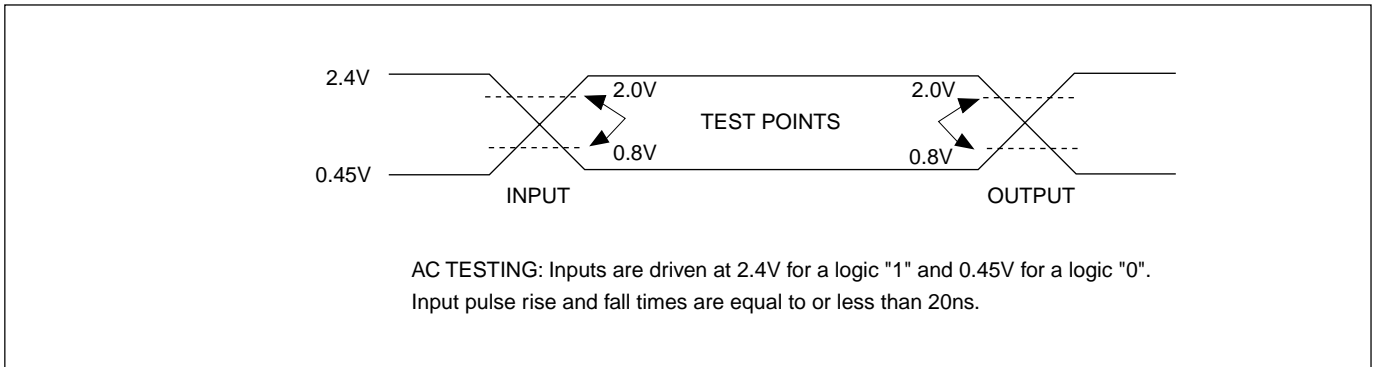 2.4V
2.0V
2.0V
TEST POINTS
0.8V
0.8V
0.45V
INPUT
OUTPUT
AC TESTING: Inputs are driven at 2.4V for a logic "1" and 0.45V for a logic "0".
Input pulse rise and fall times are equal to or less than 20ns.